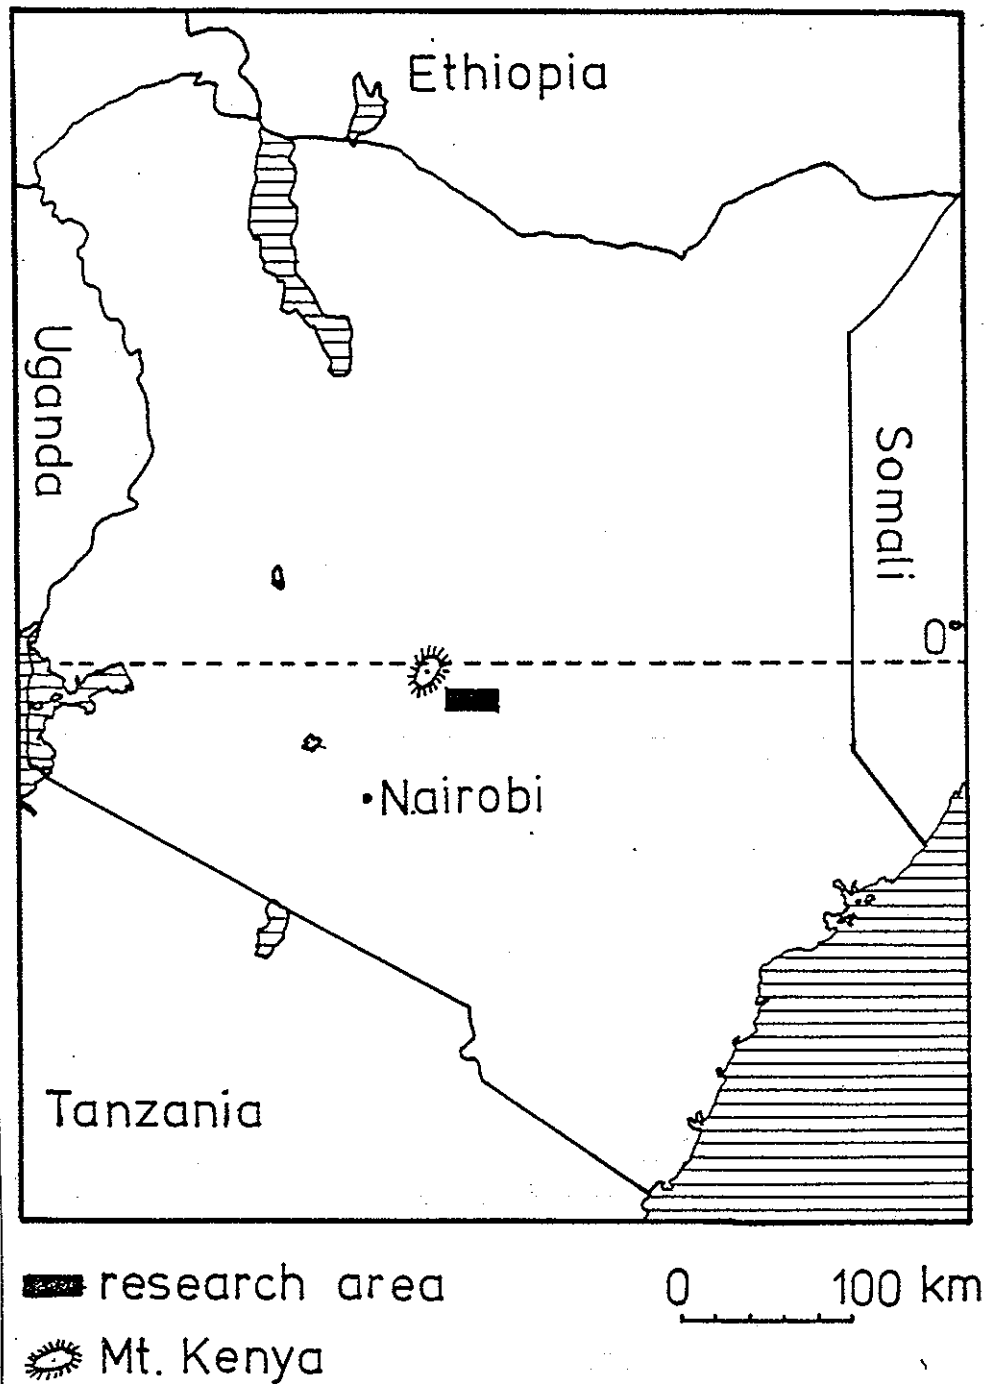 Ethiopia
Uganda
Somali
0°
Nairobi
Tanzania
research area
0 100 km
Mt. Kenya